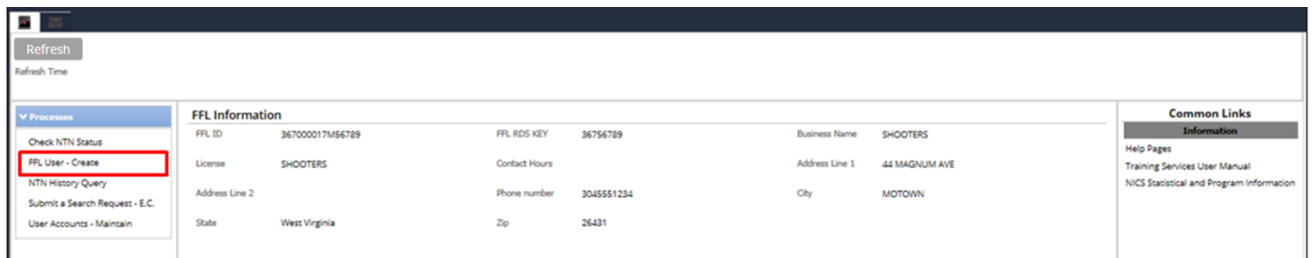 Refresh
Refresh Time
Processes
Check NTN Status
FFL User - Create
NTN History Query
Submit a Search Request - E.C.
User Accounts - Maintain
FFL Information
FFL ID 367000017M56789 FFL RDS KEY 36756789 Business Name SHOOTERS
License SHOOTERS Contact Hours Address Line 1 44 MAGNUM AVE
Address Line 2 Phone number 3045551234 City MOTOWN
State West Virginia Zip 26431
Common Links
Information
Help Pages
Training Services User Manual
NICS Statistical and Program Information